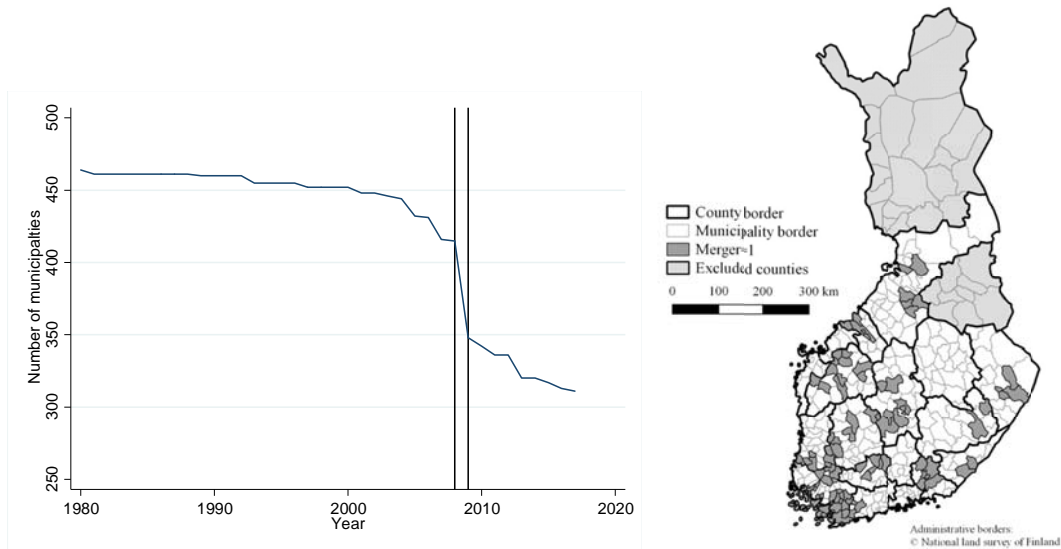 500
450
400
350
300
250
Number of municipalties
1980
1990
2000
2010
2020
Year
County border
Municipality border
Merger=1
Excluded counties
0 100 200 300 km
Administrative borders:
© National land survey of Finland